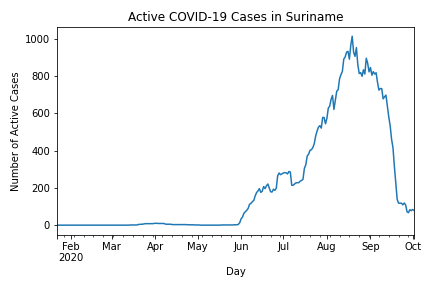 Active COVID-19 Cases in Suriname
Number of Active Cases
1000
800
600
400
200
0
Feb Mar Apr May Jun Jul Aug Sep Oct
2020
Day